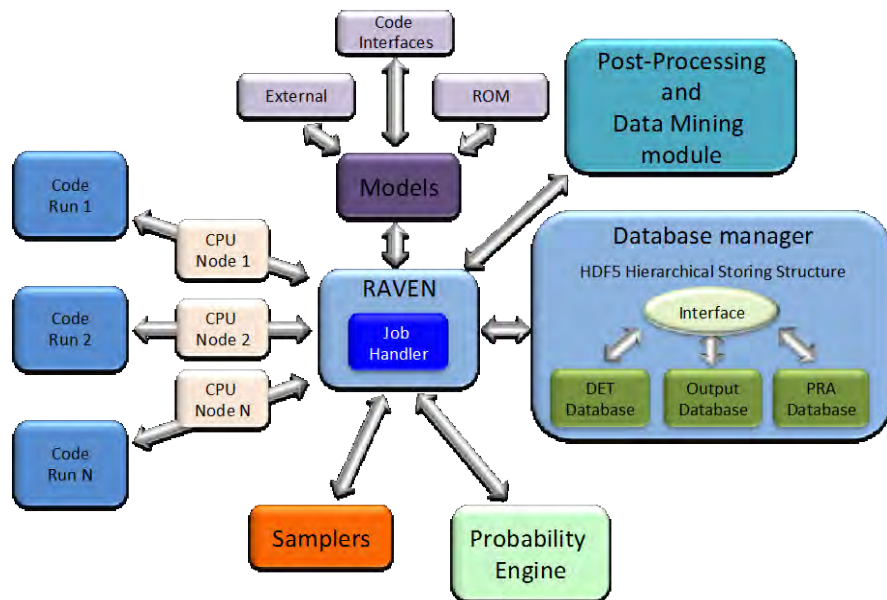 Code
Interfaces
External
ROM
Models
Post-Processing
and
Data Mining
module
Code
Run 1
CPU
Node 1
Code
Run 2
CPU
Node 2
Code
Run N
CPU
Node N
RAVEN
Job
Handler
Database manager
HDF5 Hierarchical Storing Structure
Interface
DET
Database
Output
Database
PRA
Database
Samplers
Probability
Engine